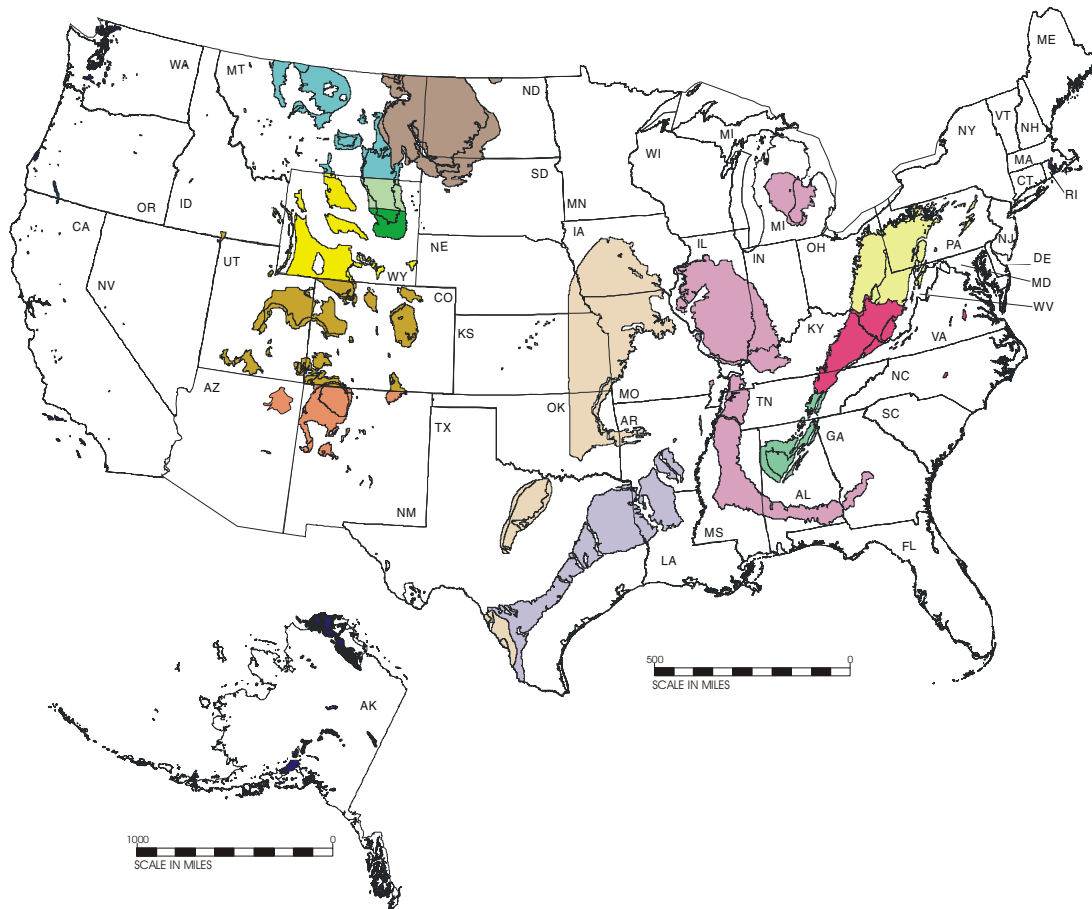 ME
WA
MT
ND
VT
NH
NY
MI
WI
MA
SD
CT
RI
ID
OR
MN
CA
IA
IL
MI
OH
PA
NJ
NE
IN
DE
UT
WY
MD
NV
CO
WV
KS
KY
VA
AZ
NC
MO
OK
TN
TX
AR
SC
GA
AL
NM
MS
FL
LA
500
0
SCALE IN MILES
AK
1000
0
SCALE IN MILES